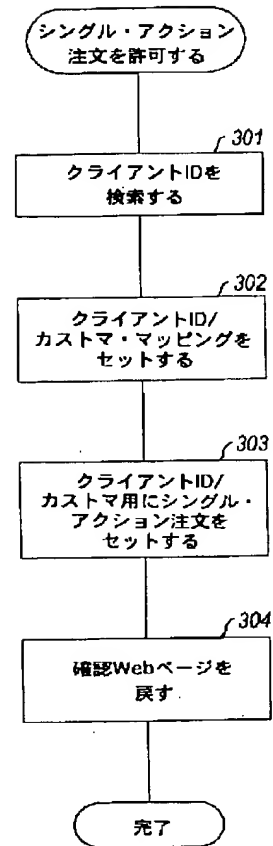 シングル・アクション
注文を許可する
301
クライアントIDを
検索する
302
クライアントID/
カストマ・マッピングを
セットする
303
クライアントID/
カストマ用にシングル・
アクション注文を
セットする
304
確認Webページを
戻す
完了